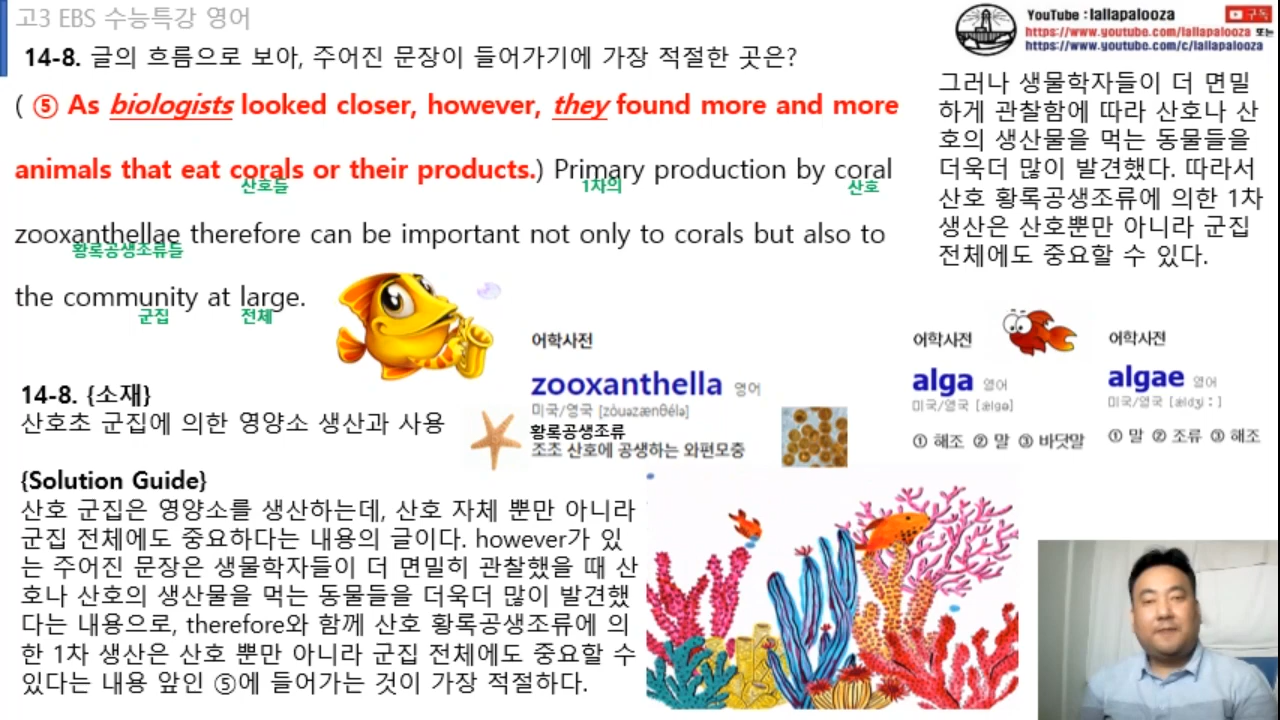 고3 EBS 수능특강 영어
YouTube : lallapalooza
구독
https://www.youtube.com/lallapalooza 또는
https://www.youtube.com/c/lallapalooza
14-8. 글의 흐름으로 보아, 주어진 문장이 들어가기에 가장 적절한 곳은?
( ⑤ As biologists looked closer, however, they found more and more
animals that eat corals or their products.) Primary production by coral
산호들 1차의 산호
zooxanthellae therefore can be important not only to corals but also to
황록공생조류들
the community at large.
군집 전체
그러나 생물학자들이 더 면밀
하게 관찰함에 따라 산호나 산
호의 생산물을 먹는 동물들을
더욱더 많이 발견했다. 따라서
산호 황록공생조류에 의한 1차
생산은 산호뿐만 아니라 군집
전체에도 중요할 수 있다.
어학사전
zooxanthella 영어
미국/영국 [zòuəzænθélə]
황록공생조류
조조 산호에 공생하는 와편모충
어학사전
alga 영어
미국/영국 [ælgə]
① 해조 ② 말 ③ 바닷말
어학사전
algae 영어
미국/영국 [ældʒiː]
① 말 ② 조류 ③ 해조
14-8. {소재}
산호초 군집에 의한 영양소 생산과 사용
{Solution Guide}
산호 군집은 영양소를 생산하는데, 산호 자체 뿐만 아니라
군집 전체에도 중요하다는 내용의 글이다. however가 있
는 주어진 문장은 생물학자들이 더 면밀히 관찰했을 때 산
호나 산호의 생산물을 먹는 동물들을 더욱더 많이 발견했
다는 내용으로, therefore와 함께 산호 황록공생조류에 의
한 1차 생산은 산호 뿐만 아니라 군집 전체에도 중요할 수
있다는 내용 앞인 ⑤에 들어가는 것이 가장 적절하다.